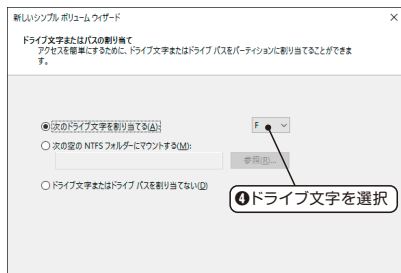 新しいシンプル ボリューム ウィザード
ドライブ文字またはパスの割り当て
アクセスを簡単にするために、ドライブ文字またはドライブ パスをパーティションに割り当てることができま
す。
次のドライブ文字を割り当てる(A): F
次の空の NTFS フォルダーにマウントする(M):
参照(R)...
ドライブ文字またはドライブ パスを割り当てない(D)
❹ドライブ文字を選択